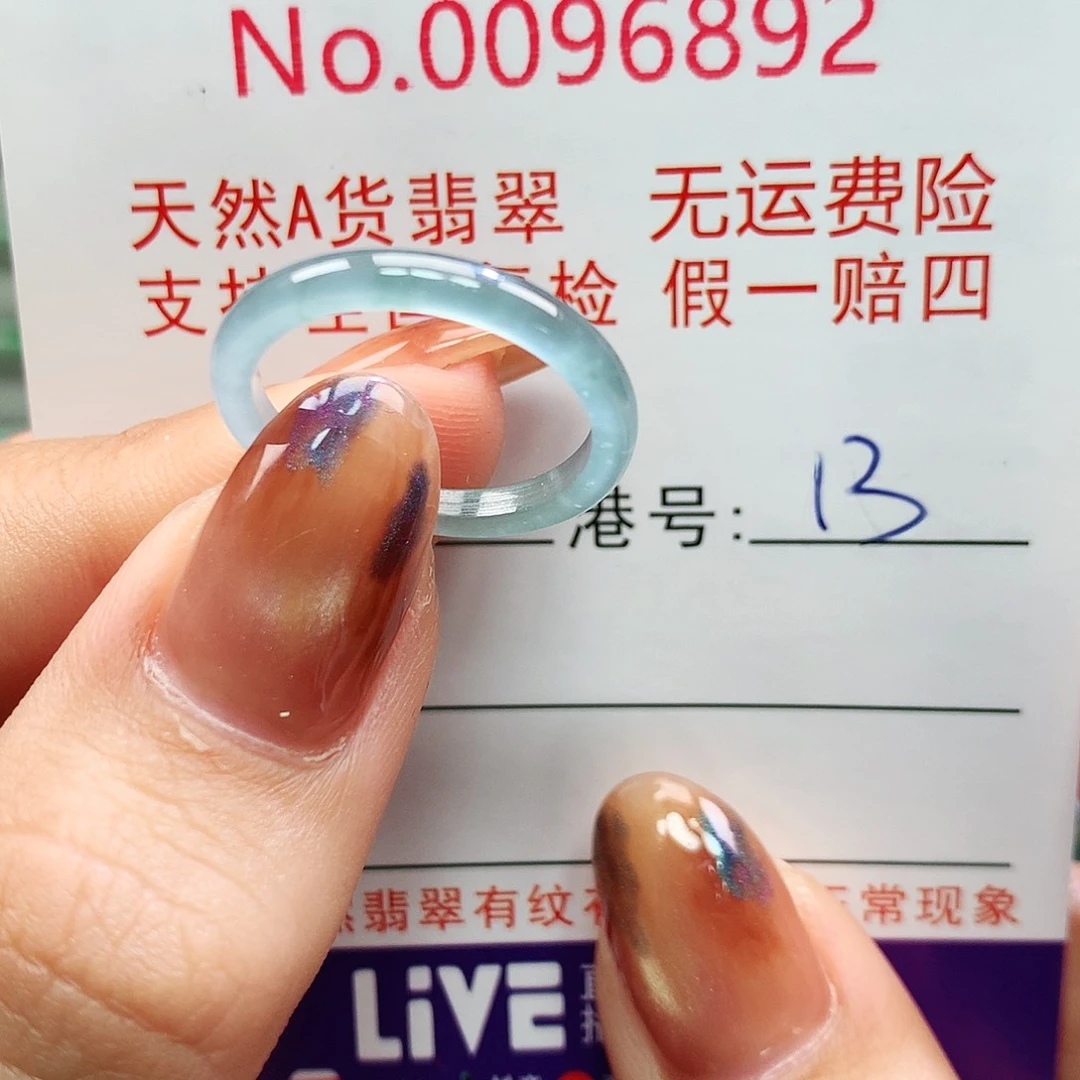 No.0096892
天然A货翡翠 无运费险
支 检 假一赔四
港号: 13
翡翠有纹 常现象
LiVE